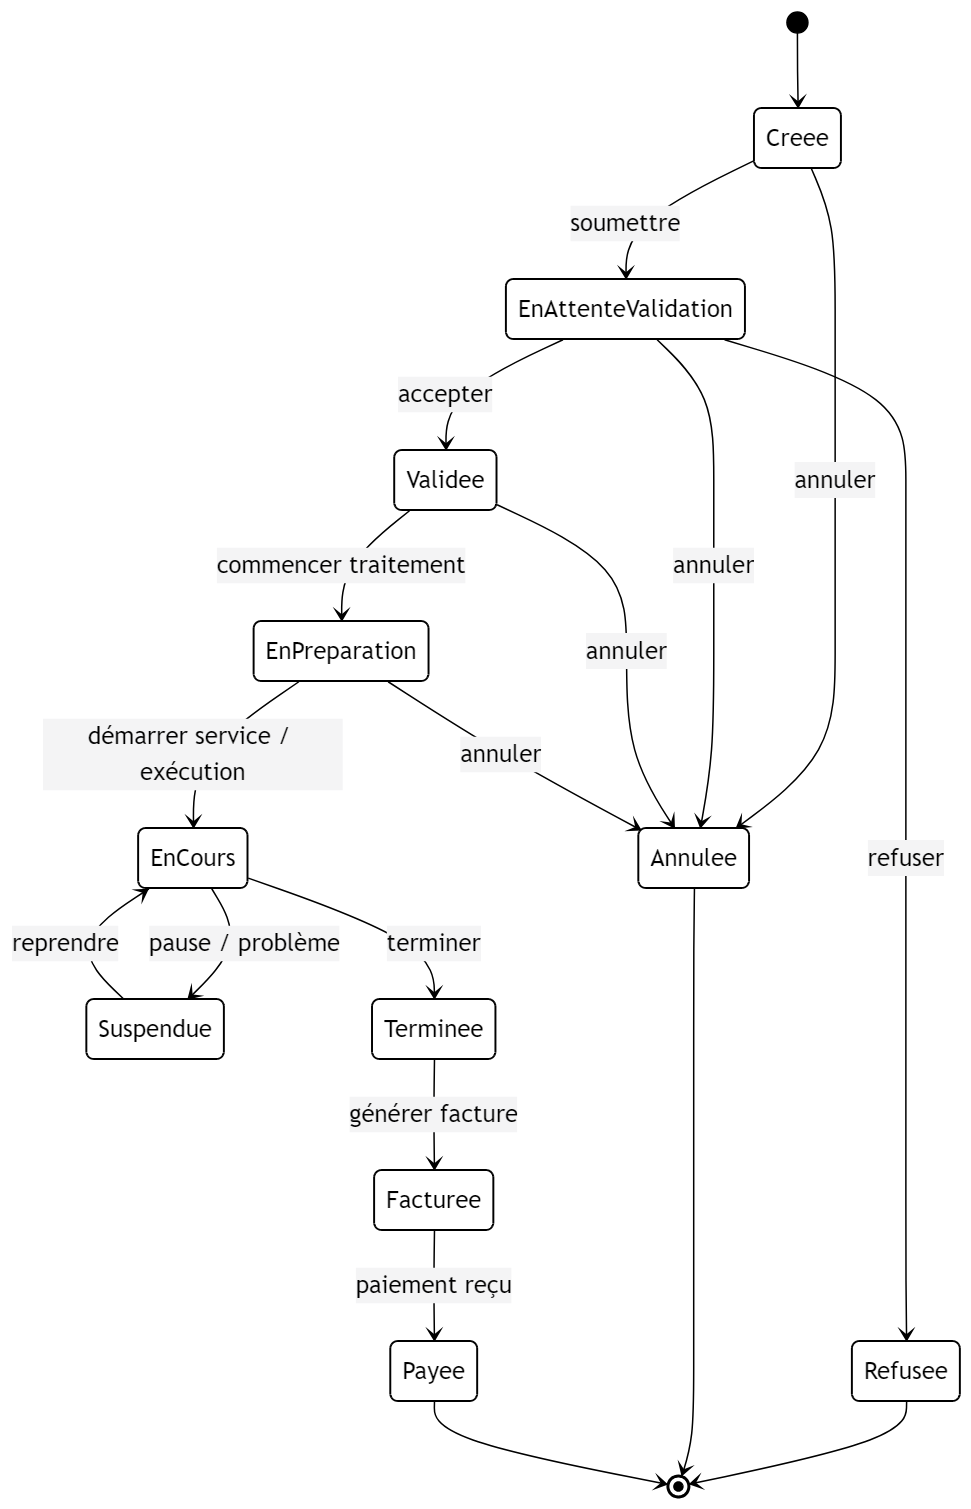 Creee
soumettre
EnAttenteValidation
accepter
Validee
annuler
commencer traitement
annuler
EnPreparation
annuler
démarrer service /
exécution
annuler
EnCours
Annulee
refuser
reprendre
pause / problème
terminer
Suspendue
Terminee
générer facture
Facturee
paiement reçu
Payee
Refusee